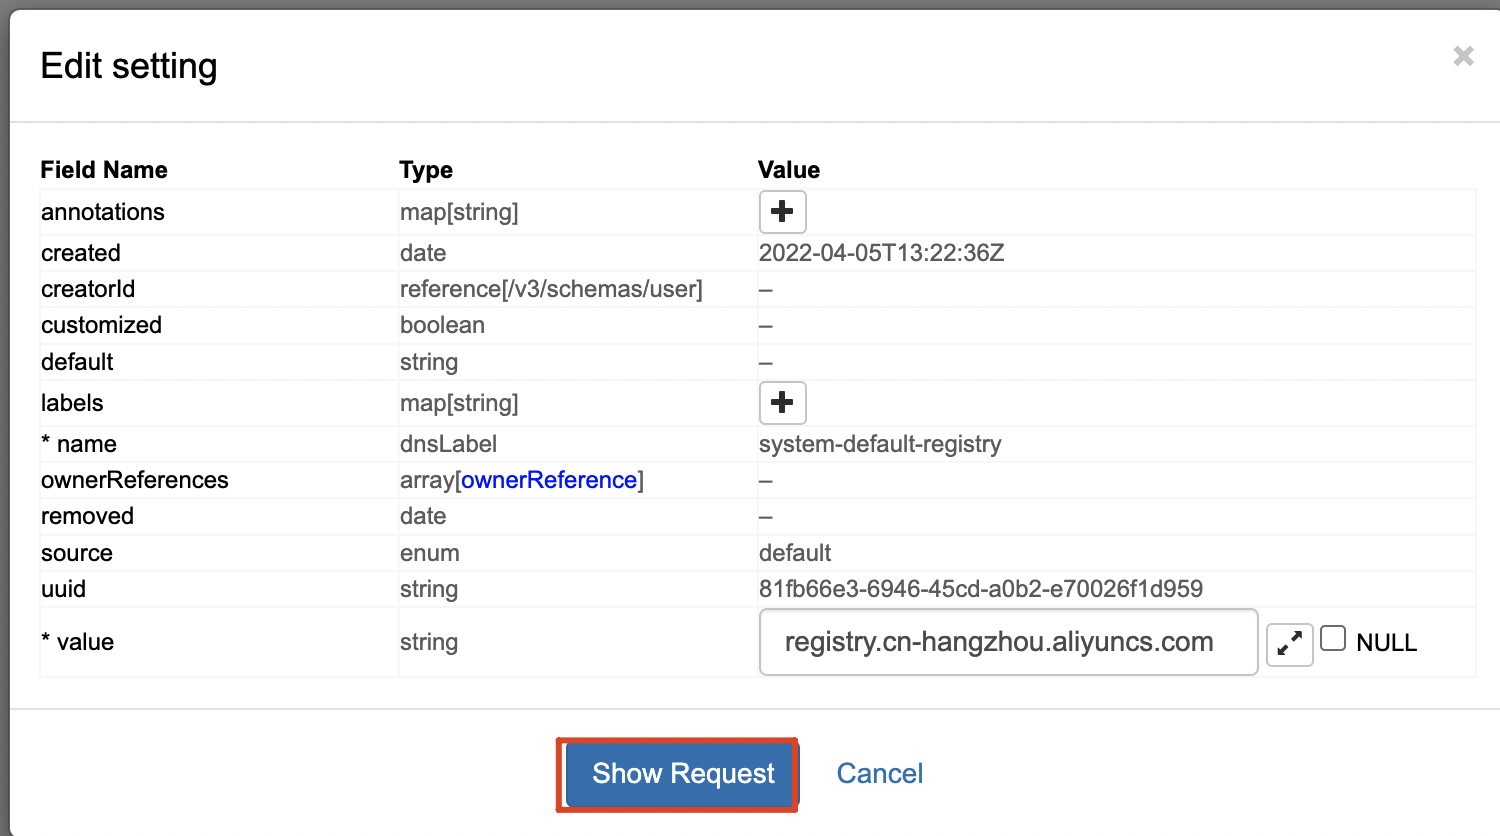 Edit setting
×
Field Name Type Value
annotations map[string]
created date 2022-04-05T13:22:36Z
creatorId reference[/v3/schemas/user] –
customized boolean –
default string –
labels map[string]
* name dnsLabel system-default-registry
ownerReferences array[ownerReference] –
removed date –
source enum default
uuid string 81fb66e3-6946-45cd-a0b2-e70026f1d959
* value string registry.cn-hangzhou.aliyuncs.com NULL
Show Request Cancel